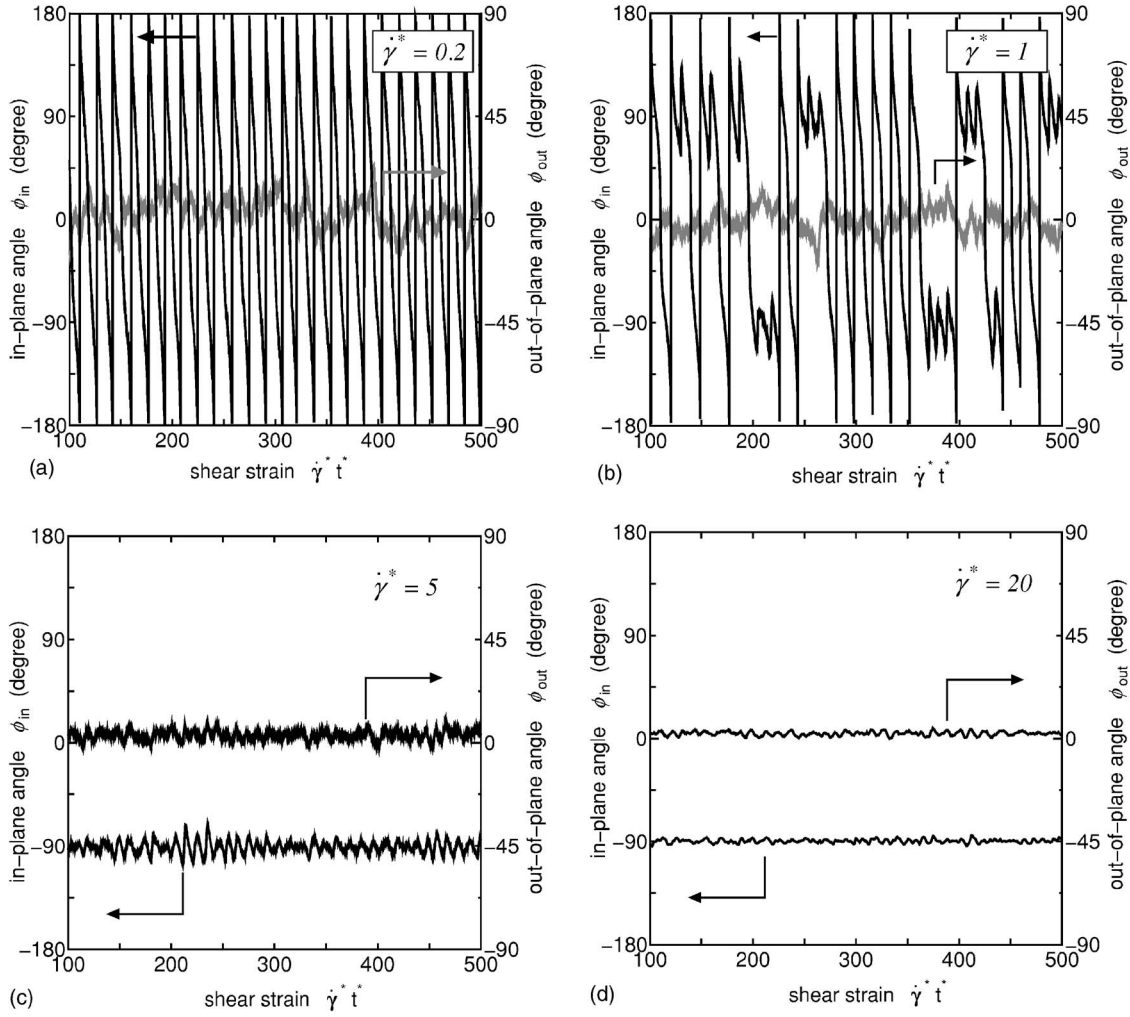 180
90
0
−90
−180
in−plane angle ϕin (degree)
γ̇* = 0.2
90
45
0
−45
−90
out−of−plane angle ϕout (degree)
100 200 300 400 500
(a) shear strain γ̇* t*
180
90
0
−90
−180
in−plane angle ϕin (degree)
γ̇* = 1
90
45
0
−45
−90
out−of−plane angle ϕout (degree)
100 200 300 400 500
(b) shear strain γ̇* t*
180
90
0
−90
−180
in−plane angle ϕin (degree)
γ̇* = 5
90
45
0
−45
−90
out−of−plane angle ϕout (degree)
100 200 300 400 500
(c) shear strain γ̇* t*
180
90
0
−90
−180
in−plane angle ϕin (degree)
γ̇* = 20
90
45
0
−45
−90
out−of−plane angle ϕout (degree)
100 200 300 400 500
(d) shear strain γ̇* t*